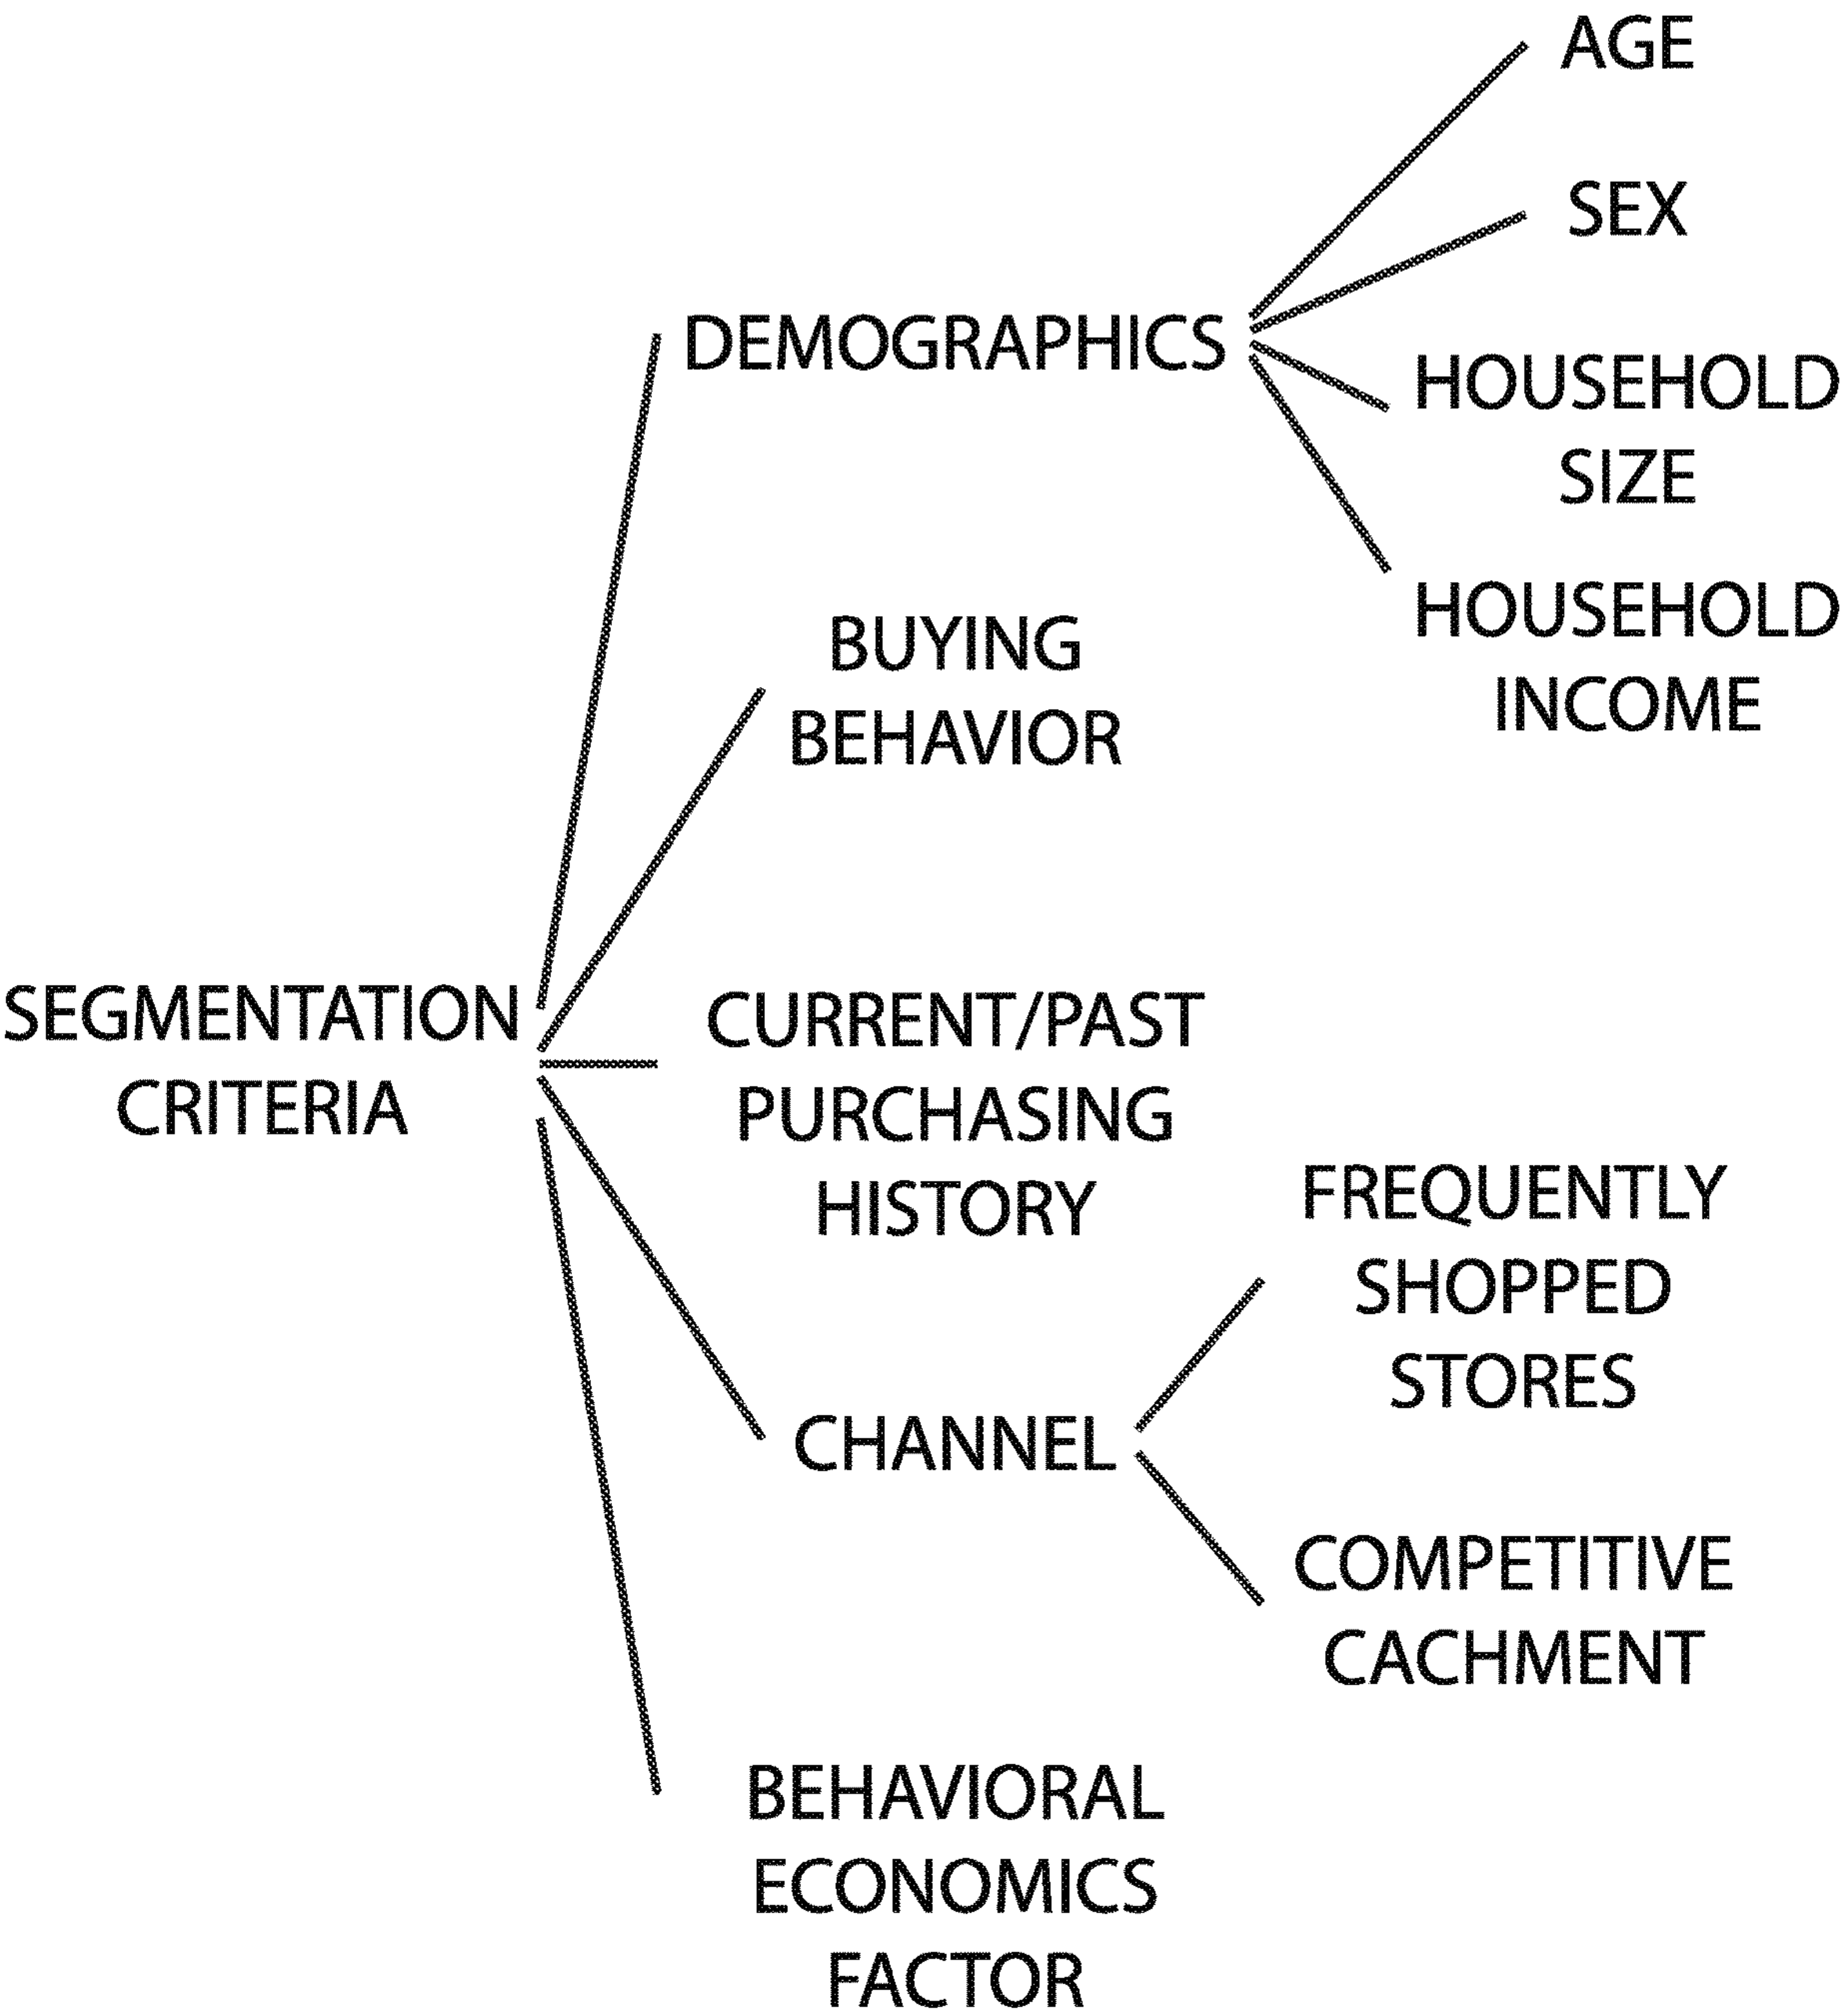 AGE
SEX
DEMOGRAPHICS
HOUSEHOLD
SIZE
HOUSEHOLD
INCOME
BUYING
BEHAVIOR
SEGMENTATION
CRITERIA
CURRENT/PAST
PURCHASING
HISTORY
FREQUENTLY
SHOPPED
STORES
CHANNEL
COMPETITIVE
CACHMENT
BEHAVIORAL
ECONOMICS
FACTOR